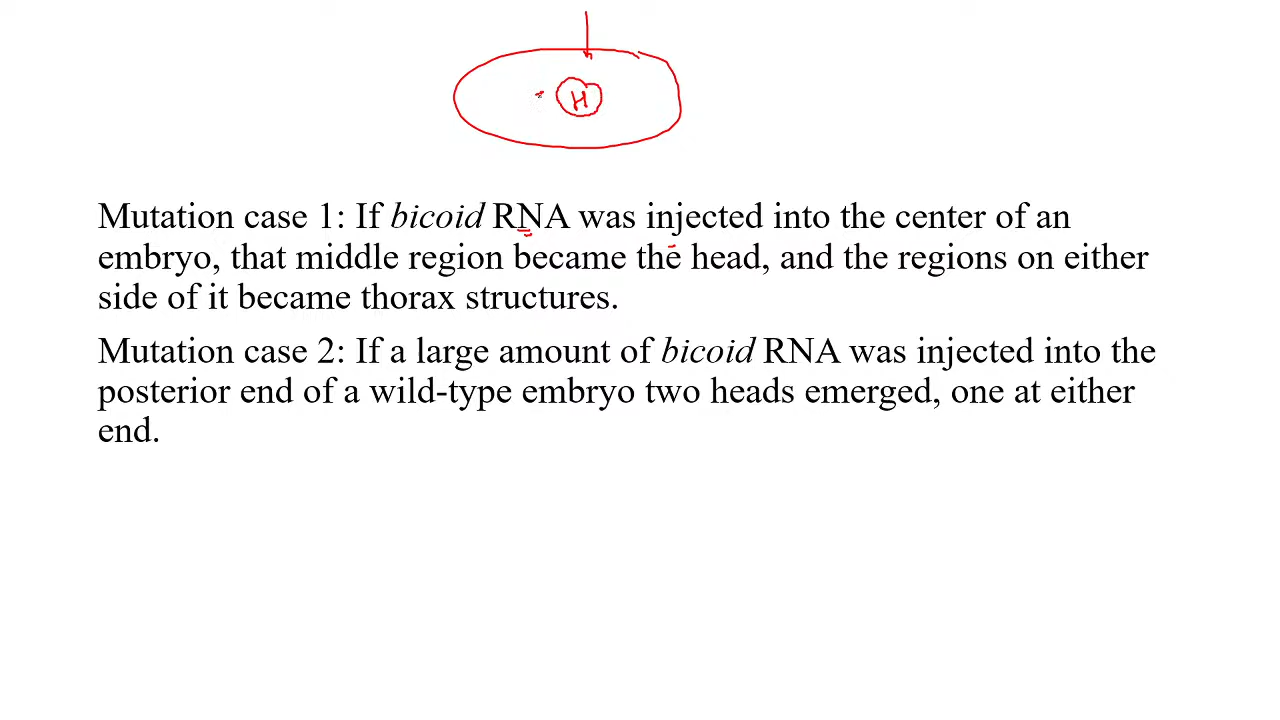 H
Mutation case 1: If bicoid RNA was injected into the center of an
embryo, that middle region became the head, and the regions on either
side of it became thorax structures.
Mutation case 2: If a large amount of bicoid RNA was injected into the
posterior end of a wild-type embryo two heads emerged, one at either
end.